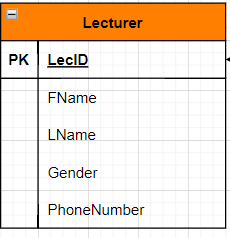 Lecturer
PK LecID
FName
LName
Gender
PhoneNumber